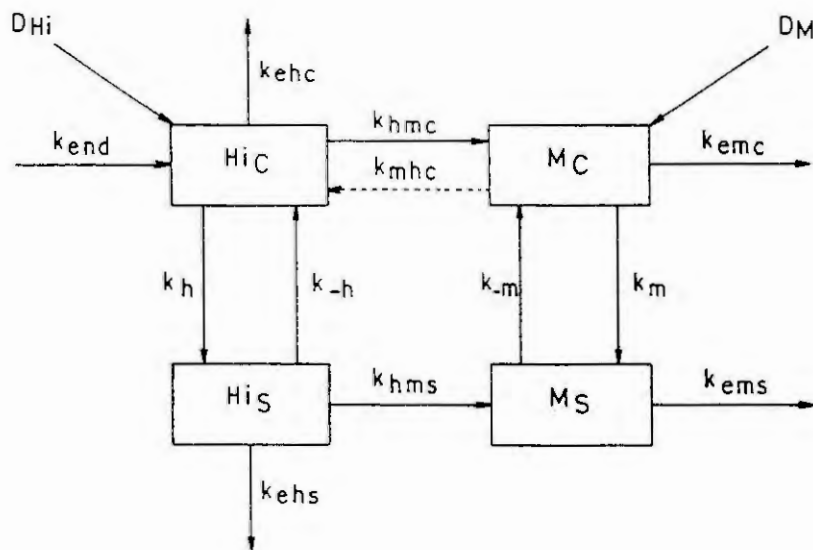 DHi
DM
kehc
kend
HiC
khmc
kmhc
MC
kemc
kh
k-h
k-m
km
HiS
khms
MS
kems
kehs